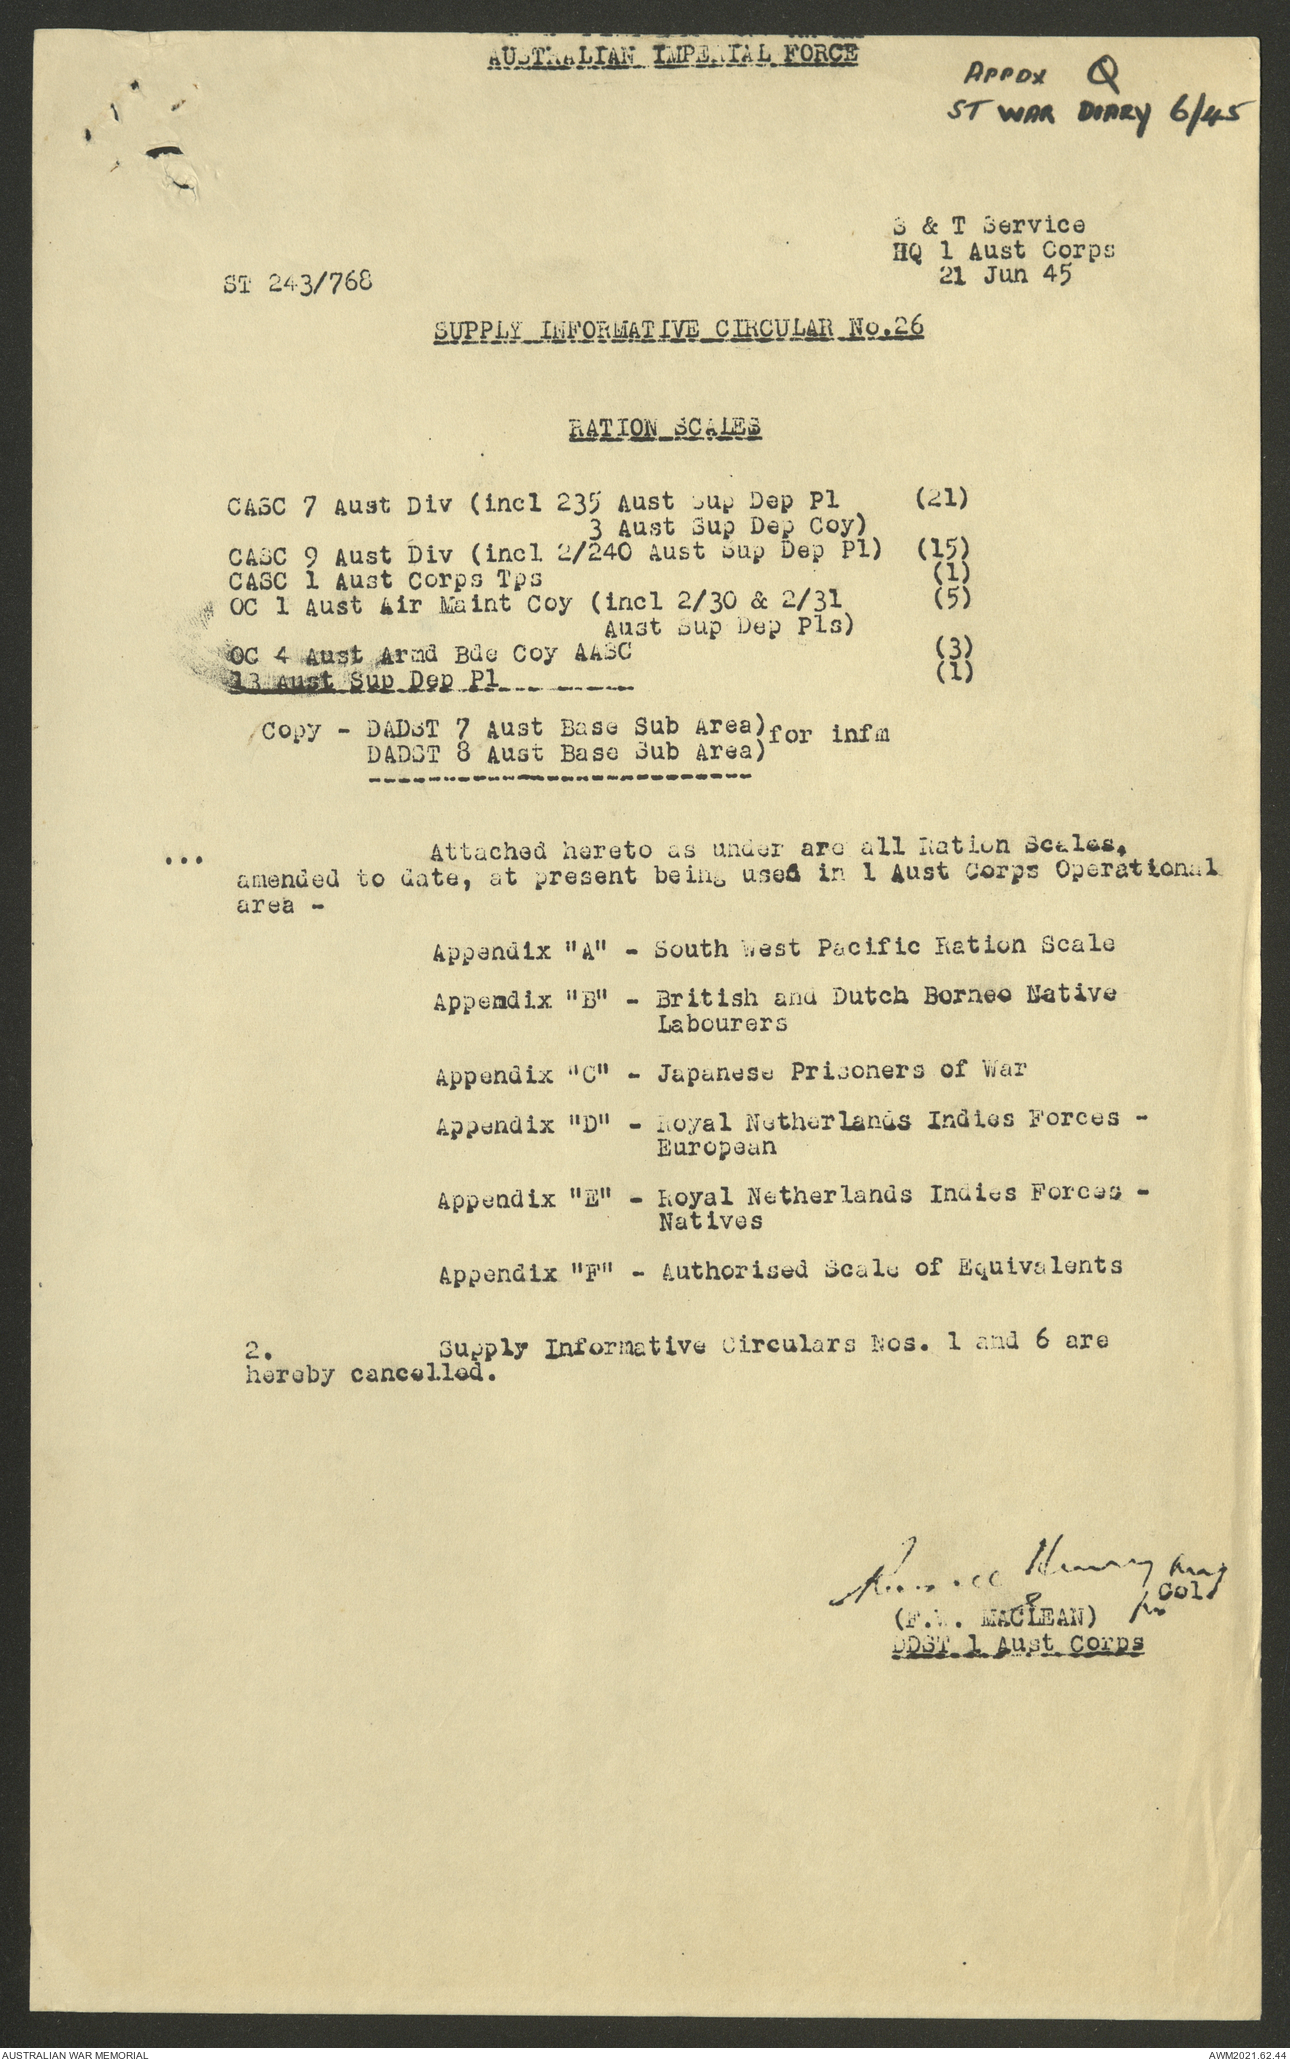 AUSTRALIAN IMPERIAL FORCE
APPDX Q
ST WAR DIARY 6/45
S & T Service
HQ 1 Aust Corps
21 Jun 45
ST 243/768
SUPPLY INFORMATIVE CIRCULAR No.26
RATION SCALES
CASC 7 Aust Div (incl 235 Aust Sup Dep Pl (21)
3 Aust Sup Dep Coy)
CASC 9 Aust Div (incl 2/240 Aust Sup Dep Pl) (15)
CASC 1 Aust Corps Tps (1)
OC 1 Aust Air Maint Coy (incl 2/30 & 2/31 (5)
Aust Sup Dep Pls)
OC 4 Aust Armd Bde Coy AASC (3)
13 Aust Sup Dep Pl (1)
Copy - DADST 7 Aust Base Sub Area) for infm
DADST 8 Aust Base Sub Area)
... Attached hereto as under are all Ration Scales,
amended to date, at present being used in 1 Aust Corps Operational
area -
Appendix "A" - South West Pacific Ration Scale
Appendix "B" - British and Dutch Borneo Native
Labourers
Appendix "C" - Japanese Prisoners of War
Appendix "D" - Royal Netherlands Indies Forces -
European
Appendix "E" - Royal Netherlands Indies Forces -
Natives
Appendix "F" - Authorised Scale of Equivalents
2. Supply Informative Circulars Nos. 1 and 6 are
hereby cancelled.
Col
(F.W. MACLEAN)
DDST 1 Aust Corps
AUSTRALIAN WAR MEMORIAL
AWM2021.62.44